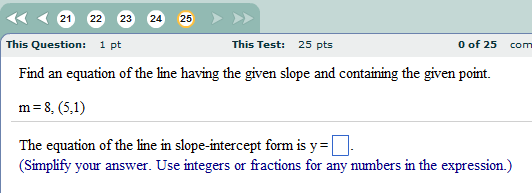 21 22 23 24 25
This Question: 1 pt This Test: 25 pts 0 of 25 com
Find an equation of the line having the given slope and containing the given point.
m = 8, (5,1)
The equation of the line in slope-intercept form is y = .
(Simplify your answer. Use integers or fractions for any numbers in the expression.)